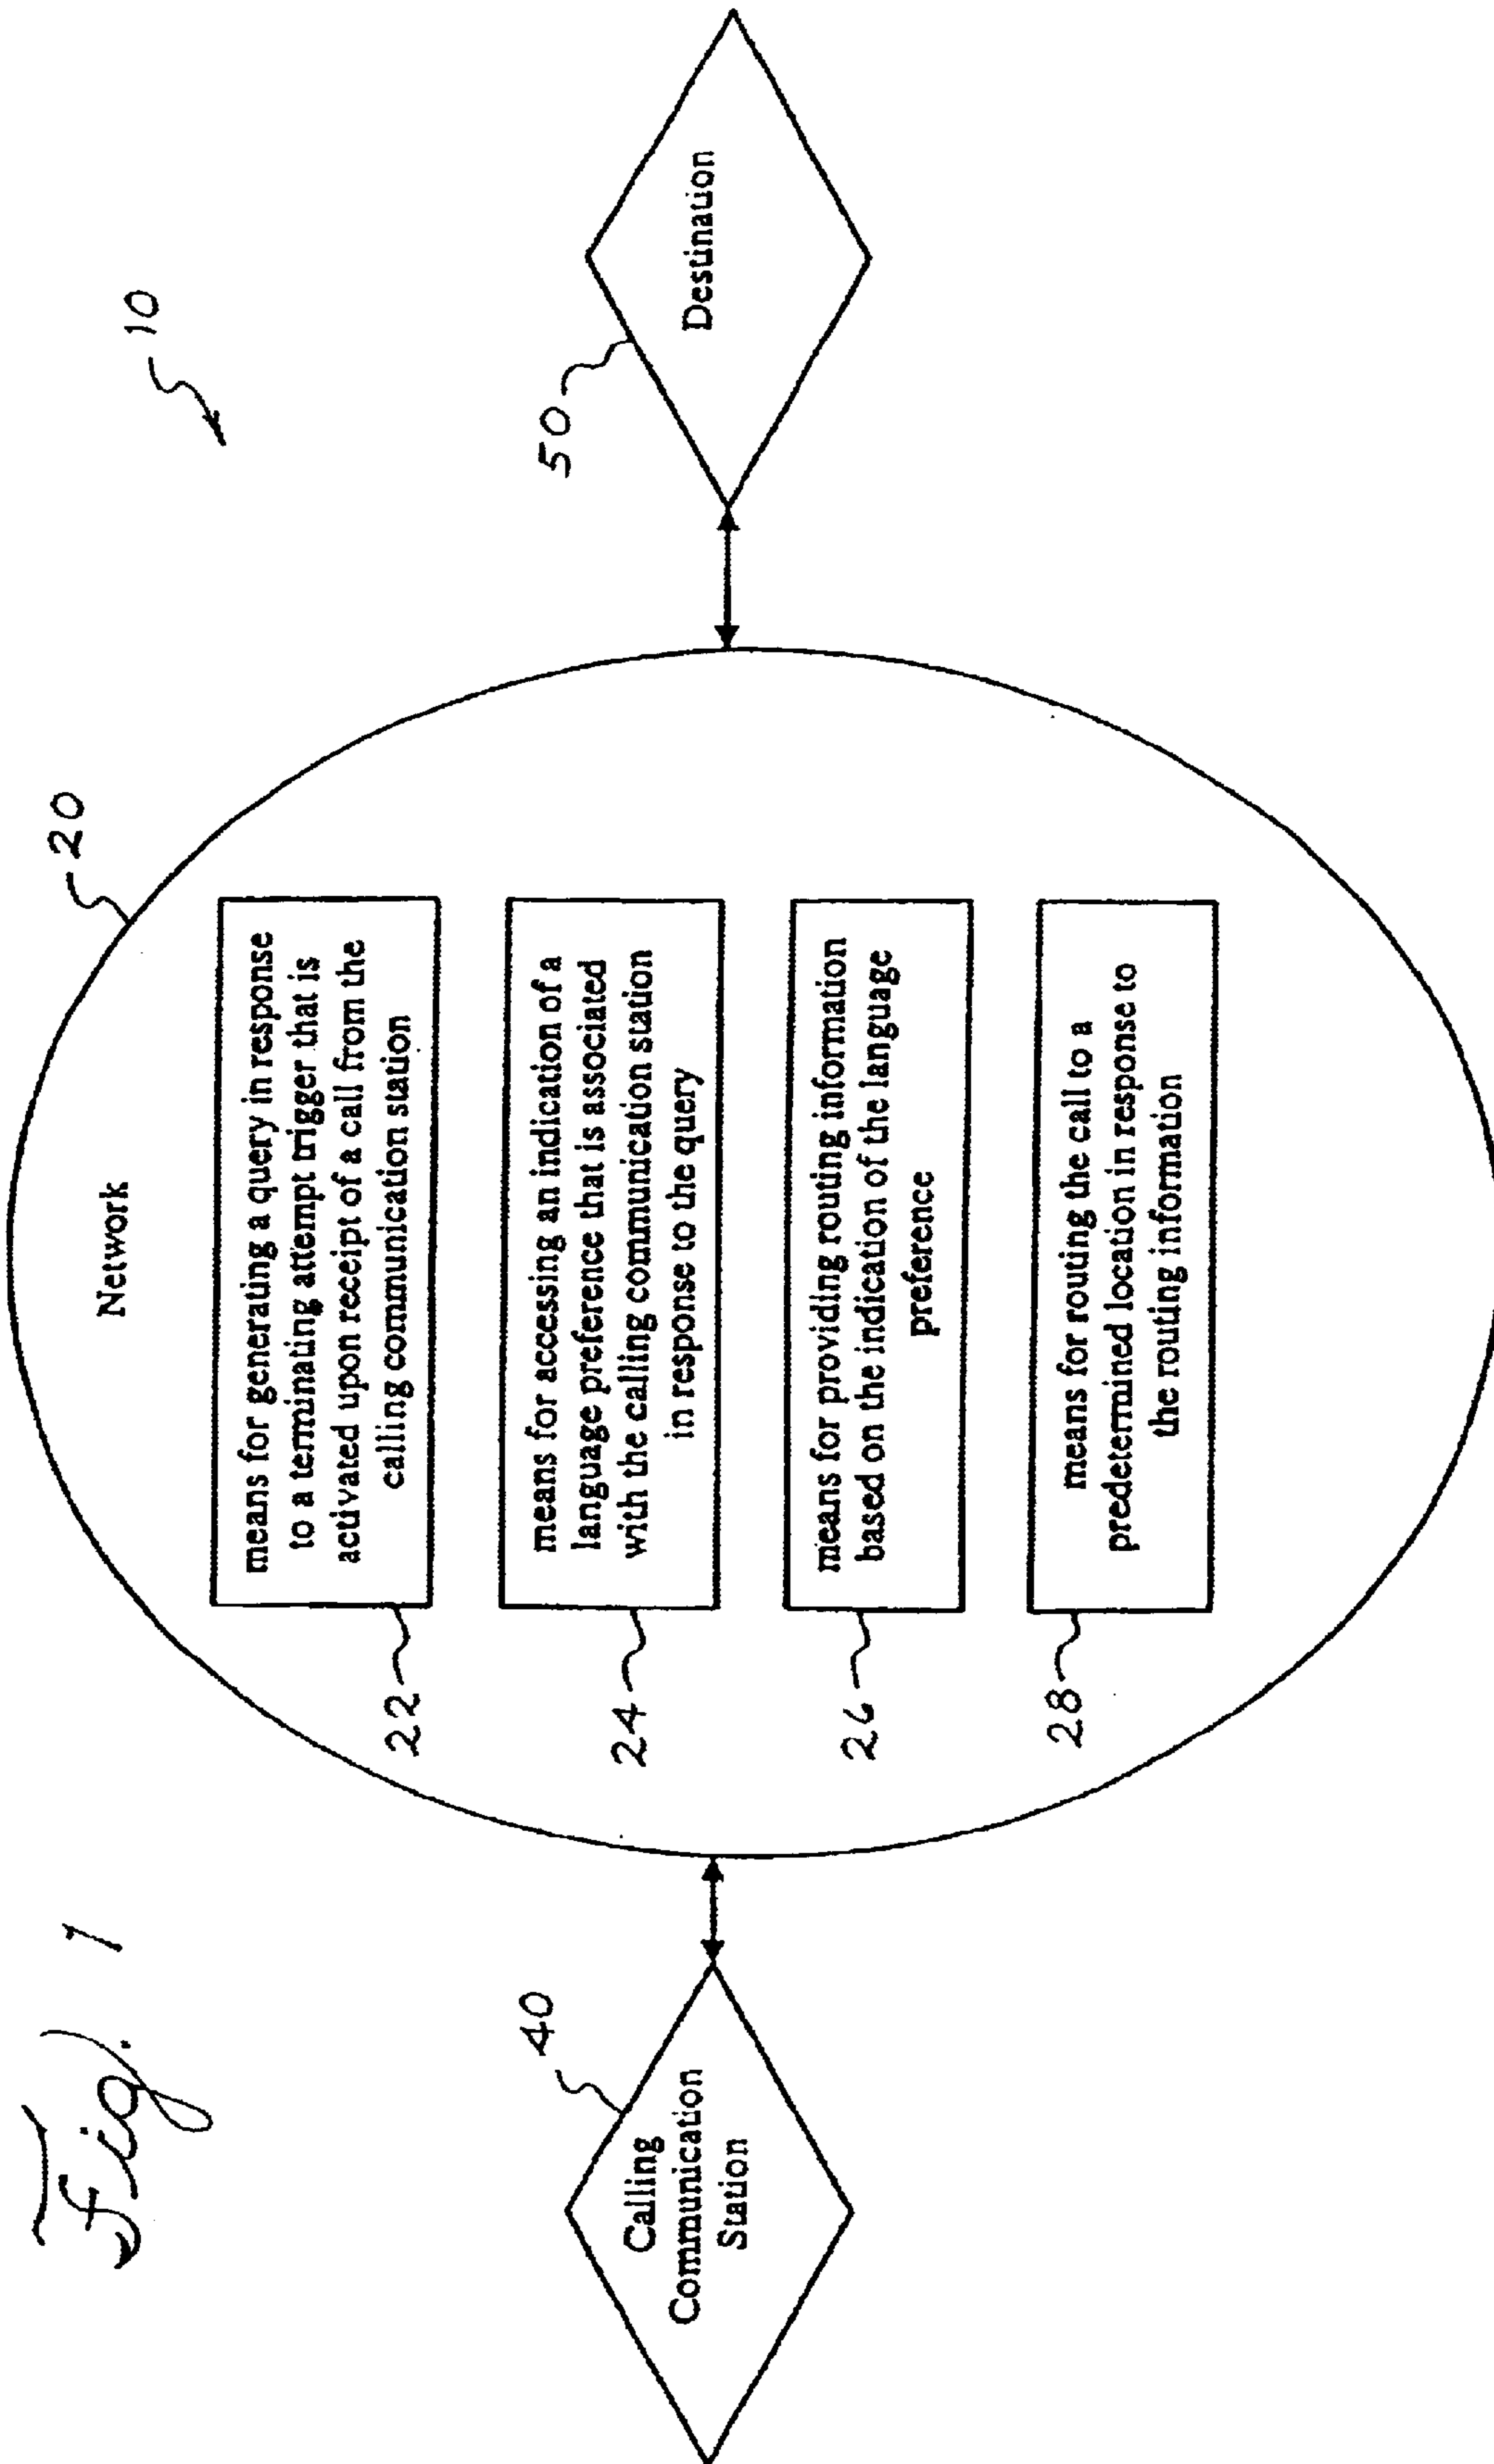 Fig. 1
10
20
Network
22
means for generating a query in response
to a terminating attempt trigger that is
activated upon receipt of a call from the
calling communication station
24
means for accessing an indication of a
language preference that is associated
with the calling communication station
in response to the query
26
means for providing routing information
based on the indication of the language
preference
28
means for routing the call to a
predetermined location in response to
the routing information
40
Calling
Communication
Station
50
Destination